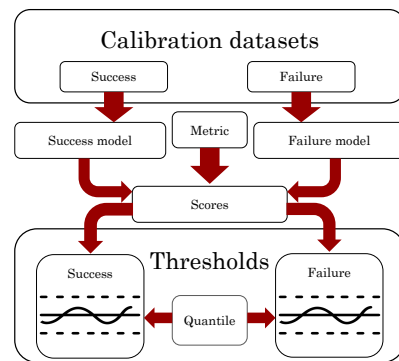 Calibration datasets
Success
Failure
Metric
Success model
Failure model
Scores
Thresholds
Success
Failure
Quantile